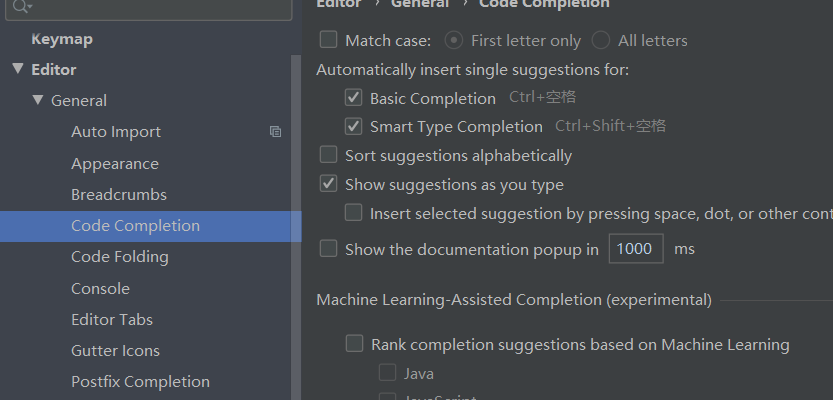 Editor › General › Code Completion
Keymap
Editor
General
Auto Import
Appearance
Breadcrumbs
Code Completion
Code Folding
Console
Editor Tabs
Gutter Icons
Postfix Completion
Match case: First letter only All letters
Automatically insert single suggestions for:
Basic Completion Ctrl+空格
Smart Type Completion Ctrl+Shift+空格
Sort suggestions alphabetically
Show suggestions as you type
Insert selected suggestion by pressing space, dot, or other cont
Show the documentation popup in 1000 ms
Machine Learning-Assisted Completion (experimental)
Rank completion suggestions based on Machine Learning
Java
JavaScript